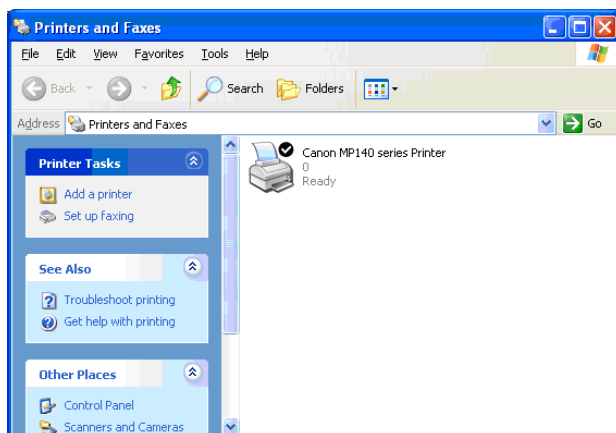 Printers and Faxes
File Edit View Favorites Tools Help
Back Search Folders
Address Printers and Faxes Go
Printer Tasks
Add a printer
Set up faxing
See Also
Troubleshoot printing
Get help with printing
Other Places
Control Panel
Scanners and Cameras
Canon MP140 series Printer
0
Ready